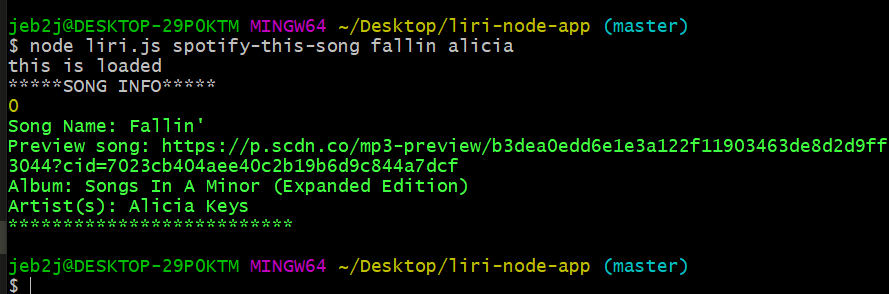 jeb2j@DESKTOP-29P0KTM MINGW64 ~/Desktop/liri-node-app (master)
$ node liri.js spotify-this-song fallin alicia
this is loaded
*****SONG INFO*****
0
Song Name: Fallin'
Preview song: https://p.scdn.co/mp3-preview/b3dea0edd6e1e3a122f11903463de8d2d9ff
3044?cid=7023cb404aee40c2b19b6d9c844a7dcf
Album: Songs In A Minor (Expanded Edition)
Artist(s): Alicia Keys
**************************
jeb2j@DESKTOP-29P0KTM MINGW64 ~/Desktop/liri-node-app (master)
$